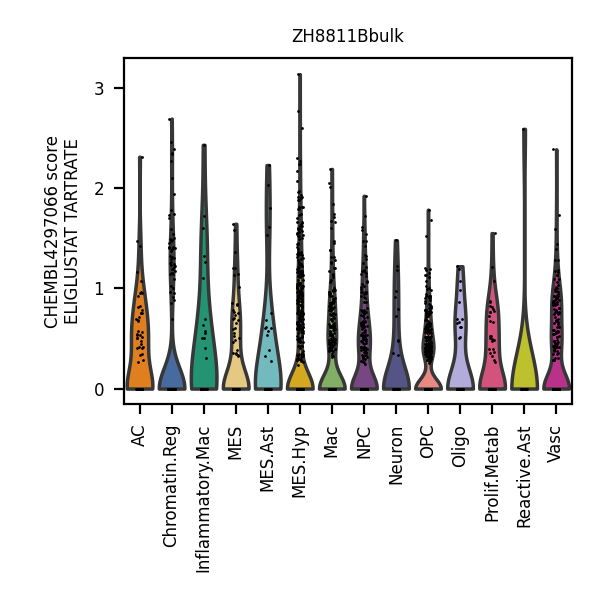 ZH8811Bbulk
CHEMBL4297066 score
ELIGLUSTAT TARTRATE
3
2
1
0
AC
Chromatin.Reg
Inflammatory.Mac
MES
MES.Ast
MES.Hyp
Mac
NPC
Neuron
OPC
Oligo
Prolif.Metab
Reactive.Ast
Vasc